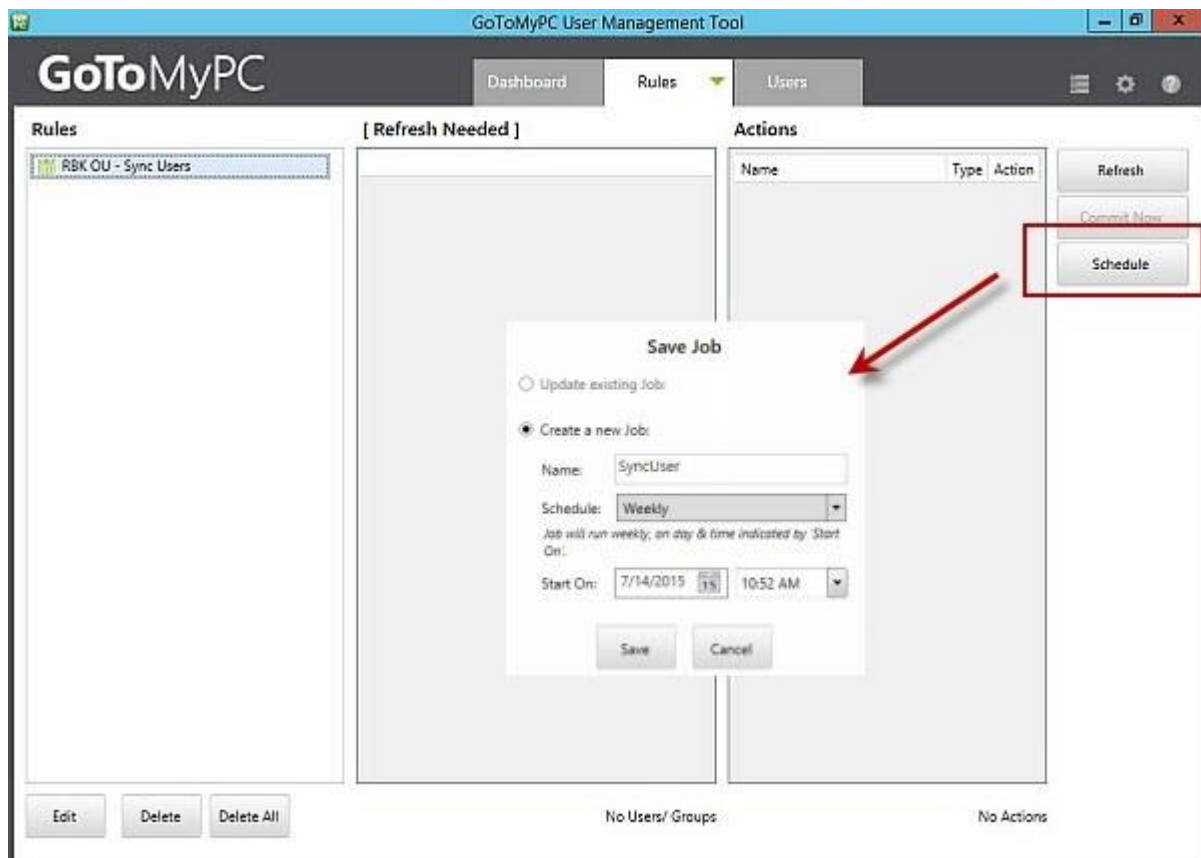 GoToMyPC User Management Tool
GoToMyPC
Dashboard
Rules
Users
Rules
[ Refresh Needed ]
Actions
RBK OU - Sync Users
Name
Type
Action
Refresh
Commit Now
Schedule
Save Job
Update existing Job:
Create a new Job:
Name:
SyncUser
Schedule:
Weekly
Job will run weekly, on day & time indicated by 'Start
On'.
Start On:
7/14/2015
15
10:52 AM
Save
Cancel
Edit
Delete
Delete All
No Users/ Groups
No Actions